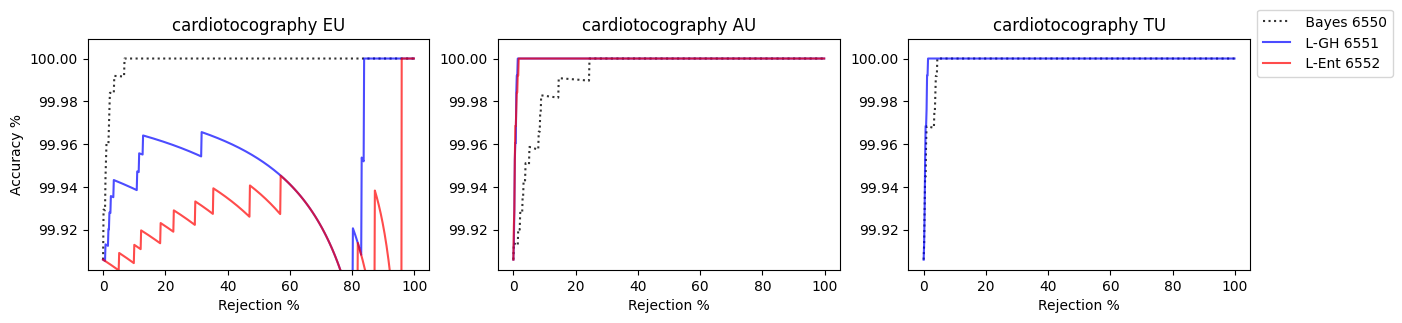 cardiotocography EU
cardiotocography AU
cardiotocography TU
Bayes 6550
L-GH 6551
L-Ent 6552
Accuracy %
100.00
99.98
99.96
99.94
99.92
0 20 40 60 80 100
Rejection %
100.00
99.98
99.96
99.94
99.92
0 20 40 60 80 100
Rejection %
100.00
99.98
99.96
99.94
99.92
0 20 40 60 80 100
Rejection %